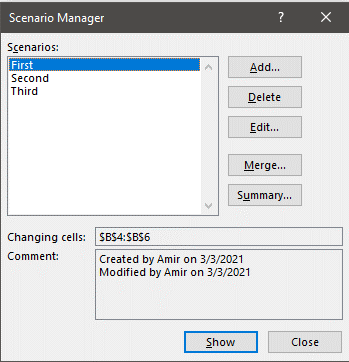 Scenario Manager ? ×
Scenarios:
First
Second
Third
Add...
Delete
Edit...
Merge...
Summary...
Changing cells: $B$4:$B$6
Comment: Created by Amir on 3/3/2021
Modified by Amir on 3/3/2021
Show Close